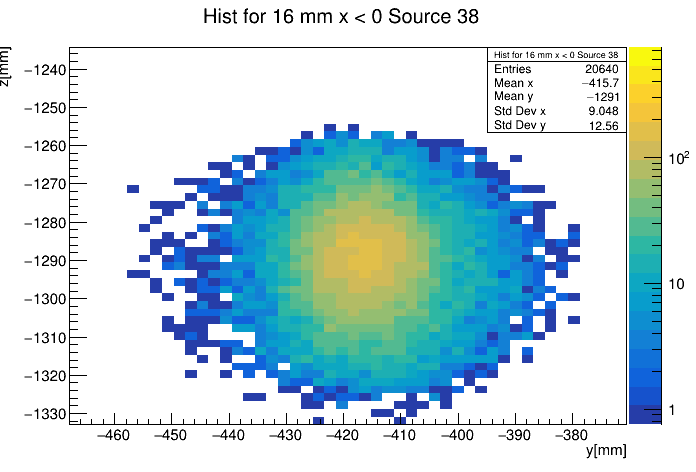 Hist for 16 mm x < 0 Source 38
z[mm]
Hist for 16 mm x < 0 Source 38
Entries 20640
Mean x −415.7
Mean y −1291
Std Dev x 9.048
Std Dev y 12.56
−1240
−1250
−1260
−1270
−1280
−1290
−1300
−1310
−1320
−1330
10²
10
1
−460 −450 −440 −430 −420 −410 −400 −390 −380
y[mm]